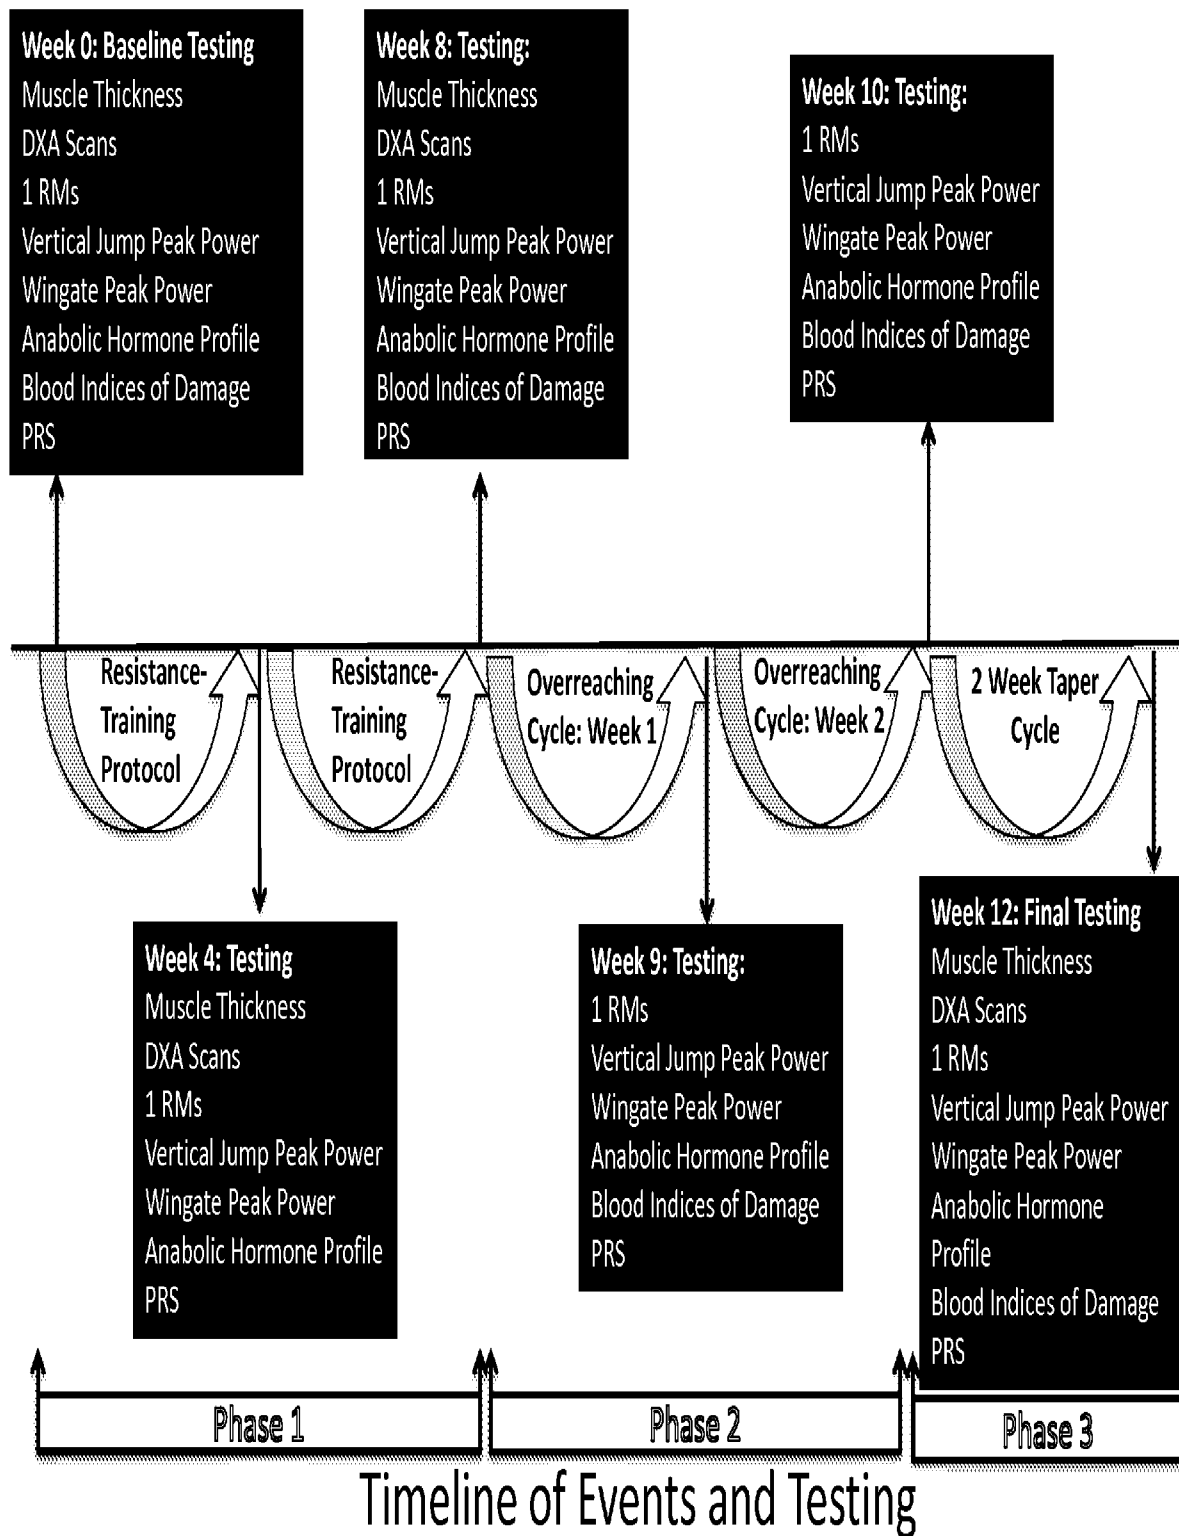 Week 0: Baseline Testing
Muscle Thickness
DXA Scans
1 RMs
Vertical Jump Peak Power
Wingate Peak Power
Anabolic Hormone Profile
Blood Indices of Damage
PRS
Week 8: Testing:
Muscle Thickness
DXA Scans
1 RMs
Vertical Jump Peak Power
Wingate Peak Power
Anabolic Hormone Profile
Blood Indices of Damage
PRS
Week 10: Testing:
1 RMs
Vertical Jump Peak Power
Wingate Peak Power
Anabolic Hormone Profile
Blood Indices of Damage
PRS
Resistance-
Training
Protocol
Resistance-
Training
Protocol
Overreaching
Cycle: Week 1
Overreaching
Cycle: Week 2
2 Week Taper
Cycle
Week 4: Testing
Muscle Thickness
DXA Scans
1 RMs
Vertical Jump Peak Power
Wingate Peak Power
Anabolic Hormone Profile
PRS
Week 9: Testing:
1 RMs
Vertical Jump Peak Power
Wingate Peak Power
Anabolic Hormone Profile
Blood Indices of Damage
PRS
Week 12: Final Testing
Muscle Thickness
DXA Scans
1 RMs
Vertical Jump Peak Power
Wingate Peak Power
Anabolic Hormone
Profile
Blood Indices of Damage
PRS
Phase 1
Phase 2
Phase 3
Timeline of Events and Testing